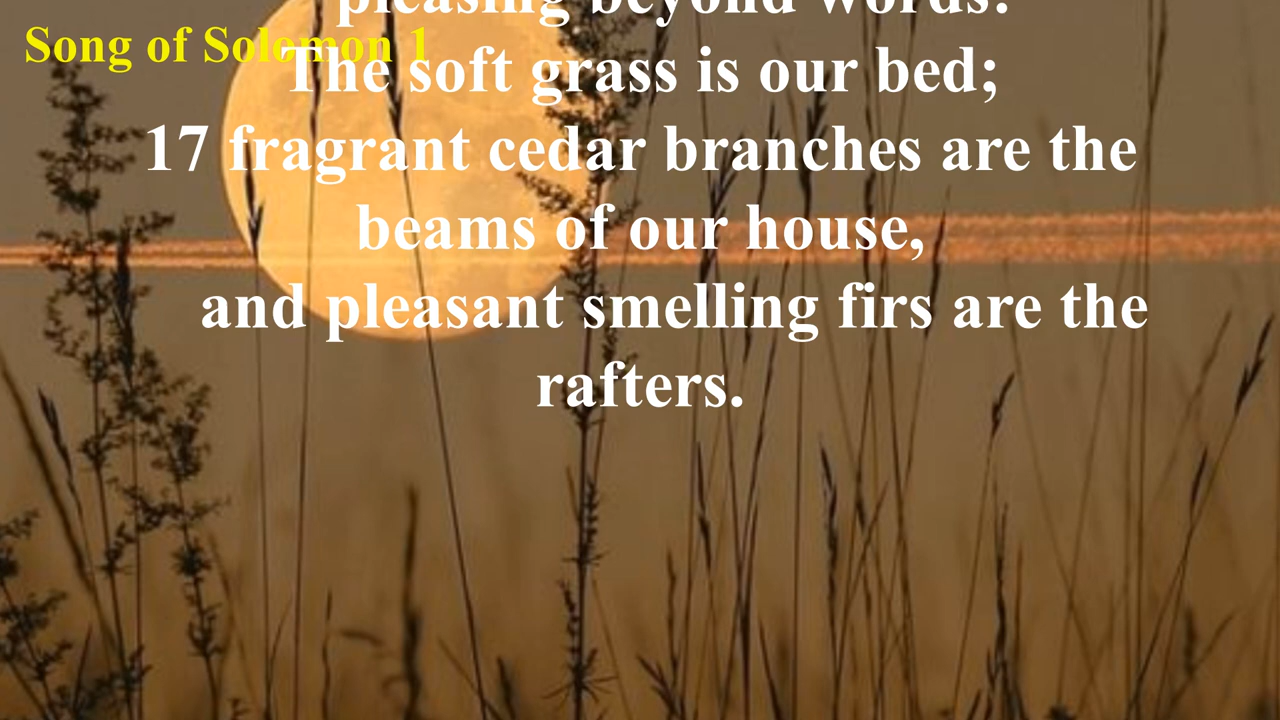 pleasing beyond words!
Song of Solomon 1
The soft grass is our bed;
17 fragrant cedar branches are the
beams of our house,
and pleasant smelling firs are the
rafters.